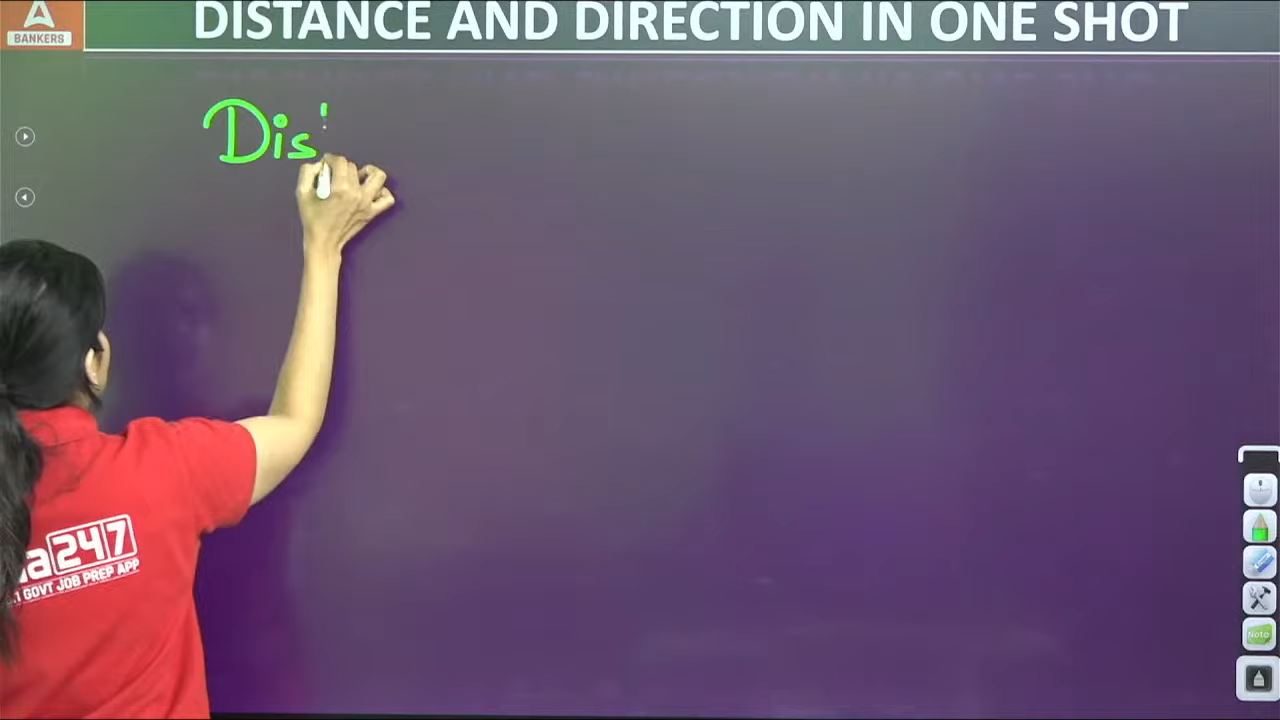 DISTANCE AND DIRECTION IN ONE SHOT
A
BANKERS
Dis'
a247
GOVT JOB PREP APP
Note